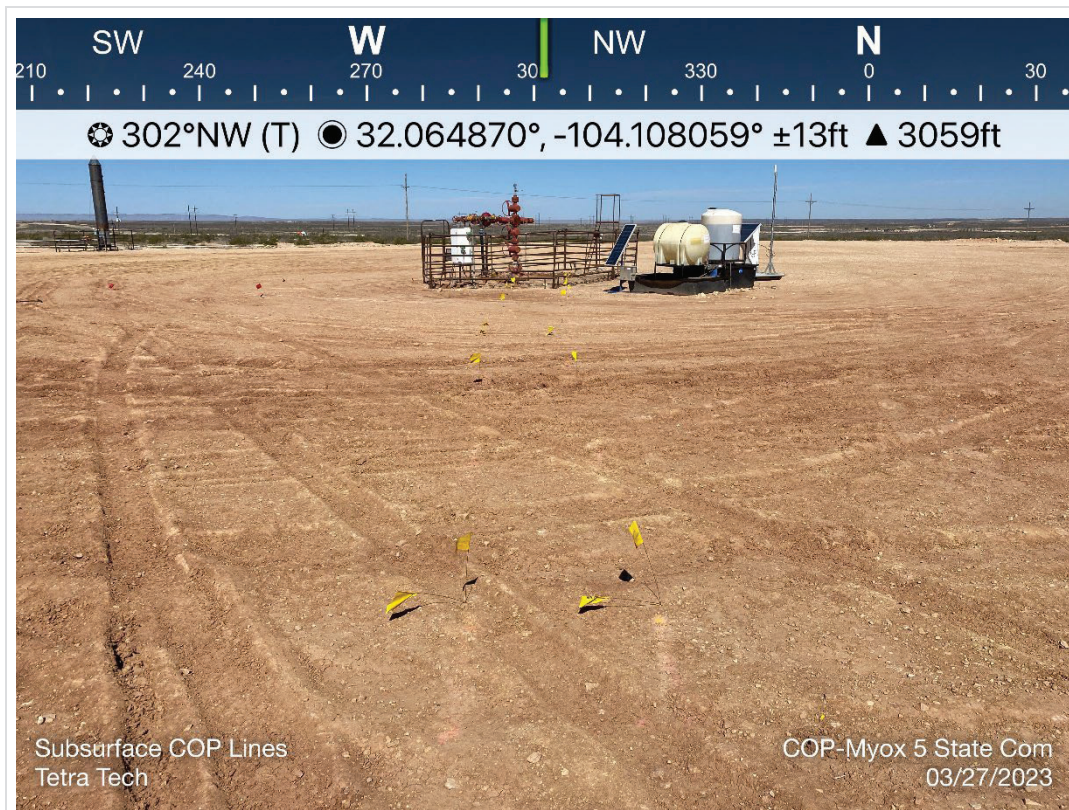 SW W NW N
210 240 270 30 330 0 30
302°NW (T) 32.064870°, -104.108059° ±13ft ▲ 3059ft
Subsurface COP Lines
Tetra Tech
COP-Myox 5 State Com
03/27/2023